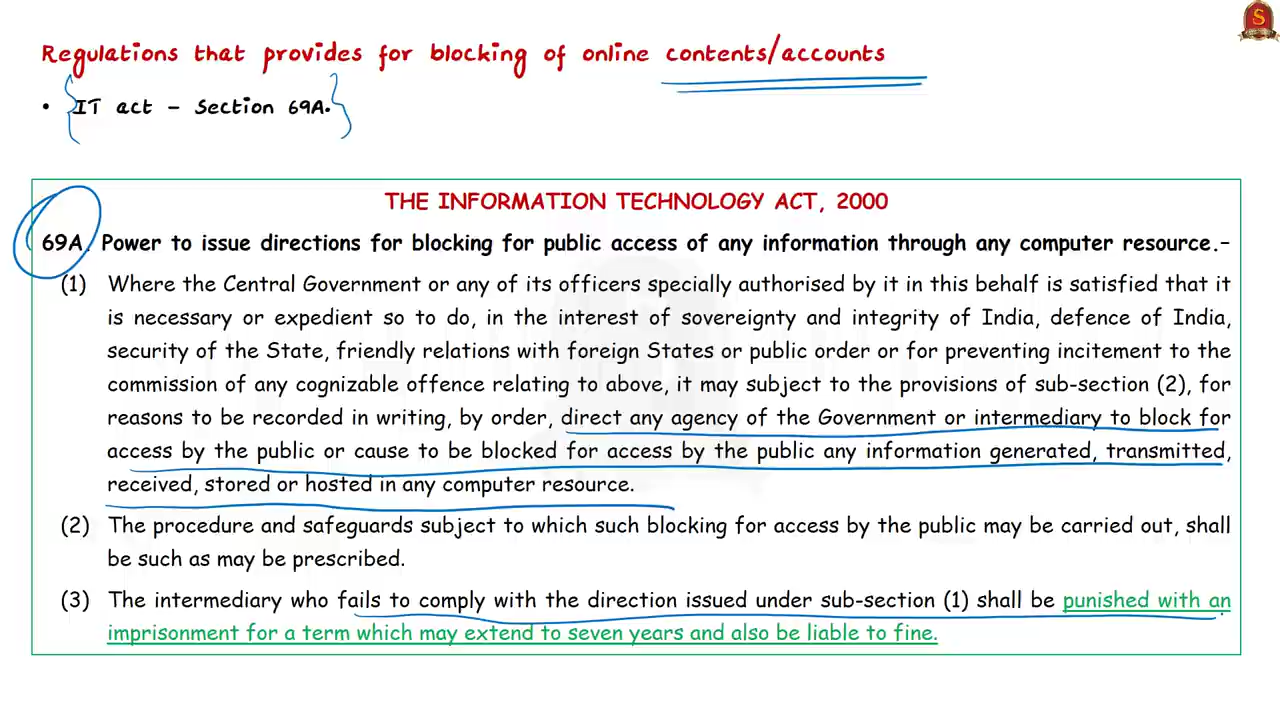 Regulations that provides for blocking of online contents/accounts
• IT act – Section 69A.
THE INFORMATION TECHNOLOGY ACT, 2000
69A. Power to issue directions for blocking for public access of any information through any computer resource.–
(1) Where the Central Government or any of its officers specially authorised by it in this behalf is satisfied that it
is necessary or expedient so to do, in the interest of sovereignty and integrity of India, defence of India,
security of the State, friendly relations with foreign States or public order or for preventing incitement to the
commission of any cognizable offence relating to above, it may subject to the provisions of sub-section (2), for
reasons to be recorded in writing, by order, direct any agency of the Government or intermediary to block for
access by the public or cause to be blocked for access by the public any information generated, transmitted,
received, stored or hosted in any computer resource.
(2) The procedure and safeguards subject to which such blocking for access by the public may be carried out, shall
be such as may be prescribed.
(3) The intermediary who fails to comply with the direction issued under sub-section (1) shall be punished with an
imprisonment for a term which may extend to seven years and also be liable to fine.